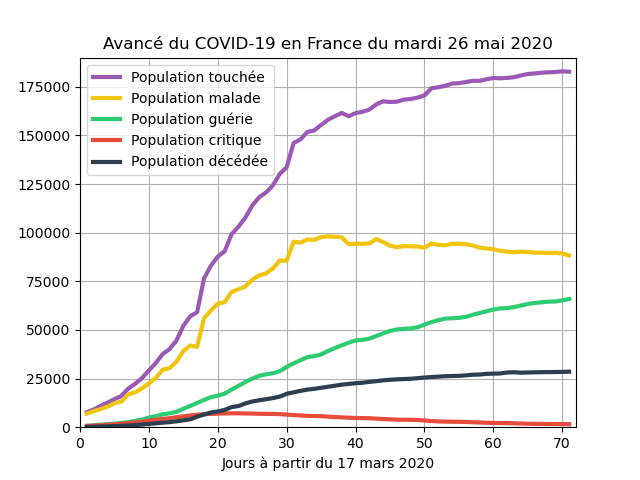 Avancé du COVID-19 en France du mardi 26 mai 2020
Population touchée
Population malade
Population guérie
Population critique
Population décédée
175000
150000
125000
100000
75000
50000
25000
0
0 10 20 30 40 50 60 70
Jours à partir du 17 mars 2020